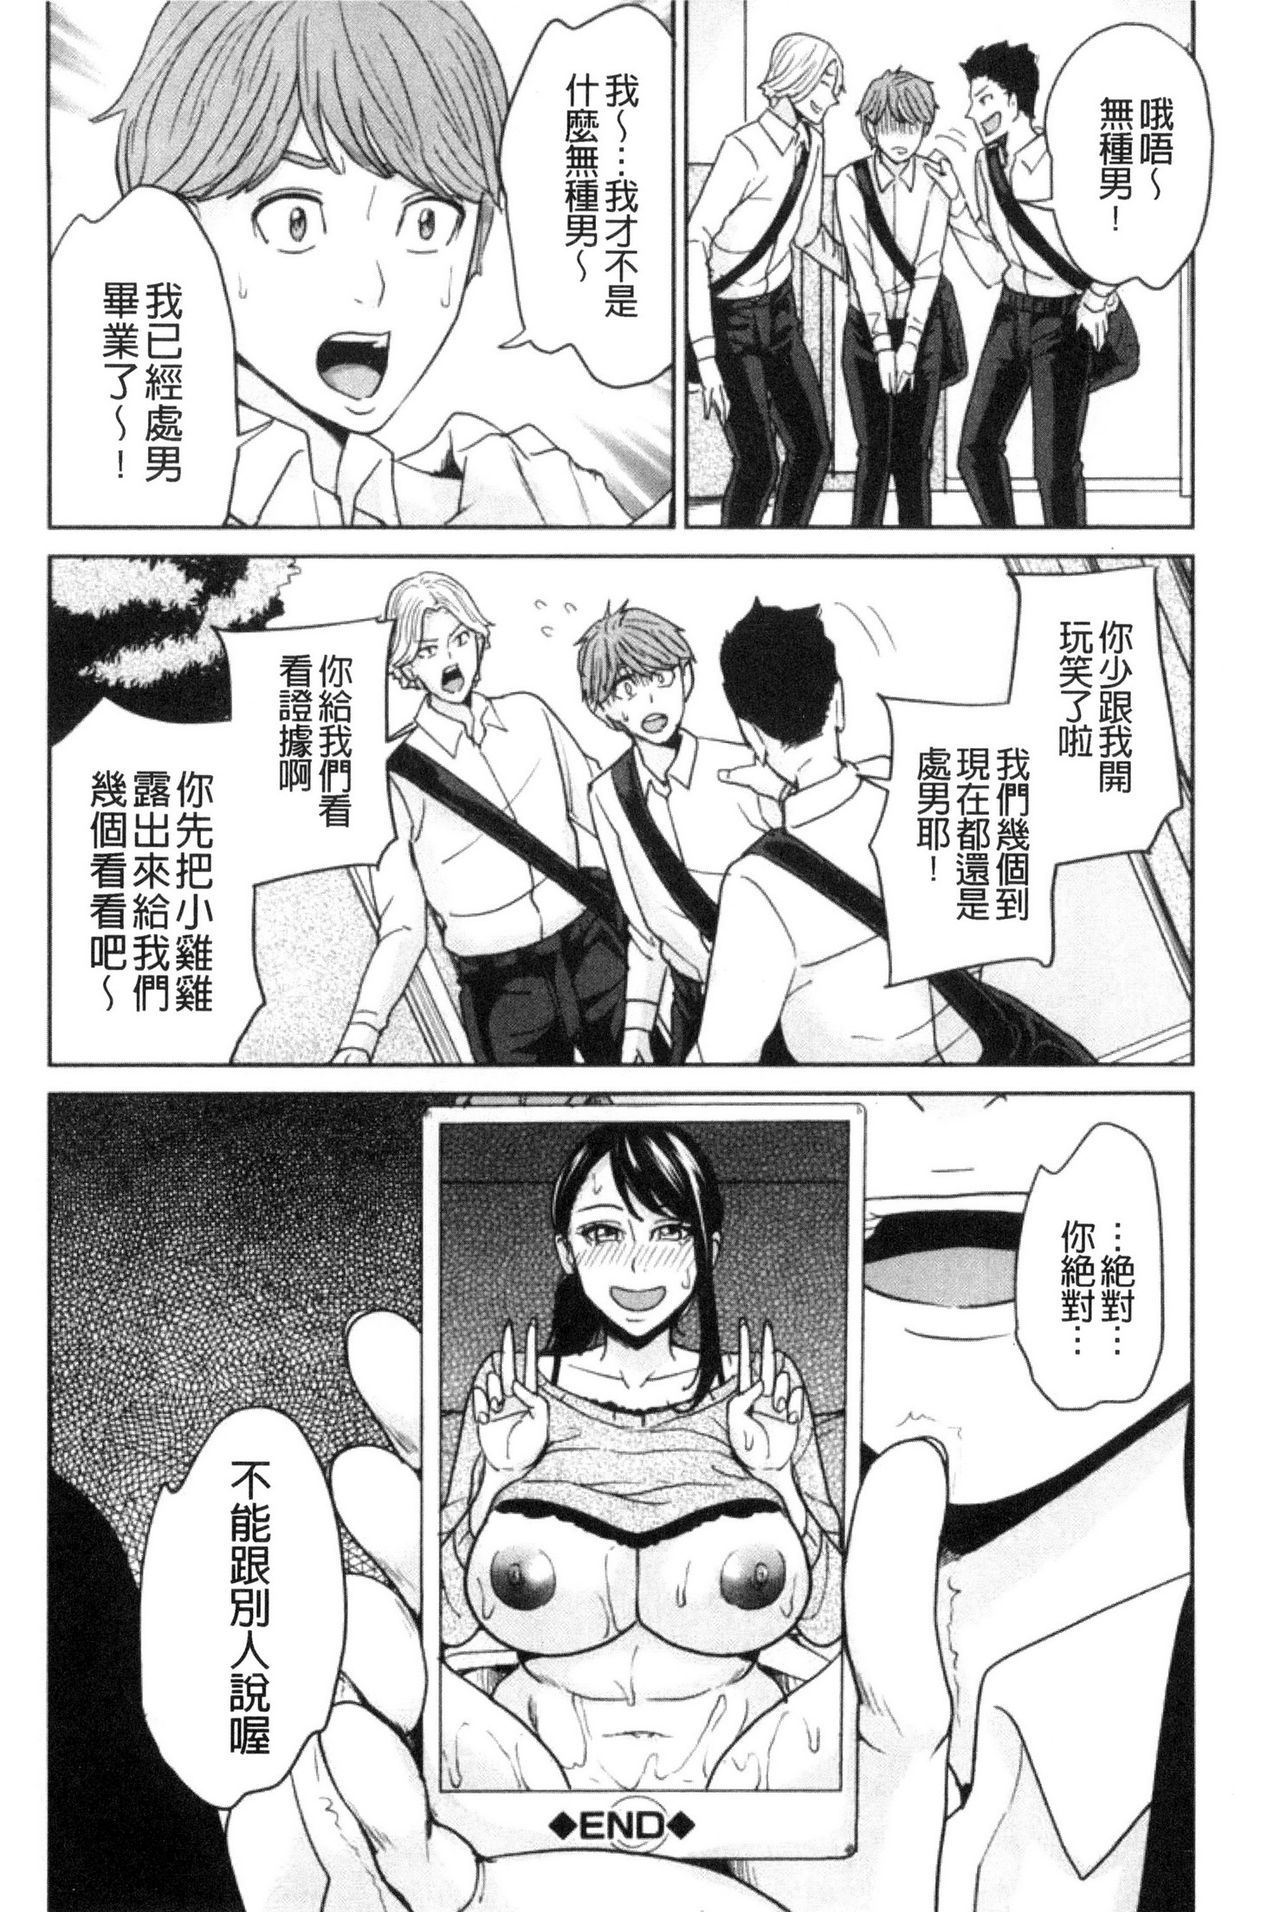 哦唔～
無種男！
我～…我才不是
什麼無種男～
我已經處男
畢業了～！
你少跟我開
玩笑了啦
我們幾個到
現在都還是
處男耶！
你給我們看
看證據啊
你先把小雞雞
露出來給我們
幾個看看吧～
…絕對…
你絕對…
不能跟別人說喔
◆END◆